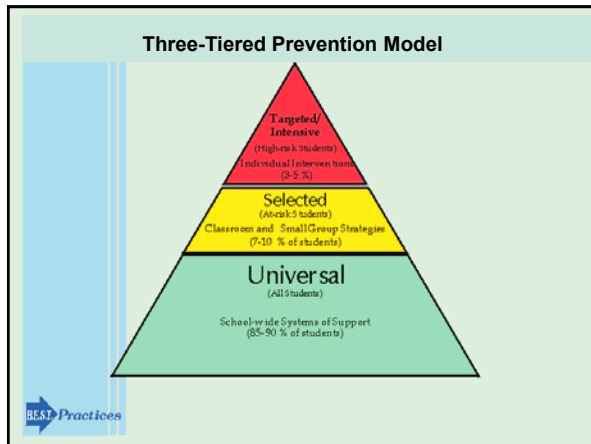 Three-Tiered Prevention Model
Targeted/
Intensive
(High-risk Students)
Individual Interventions
(3-5 %)
Selected
(At-risk Students)
Classroom and Small Group Strategies
(7-10 % of students)
Universal
(All Students)
School-wide Systems of Support
(85-90 % of students)
B.E.S.T. Practices